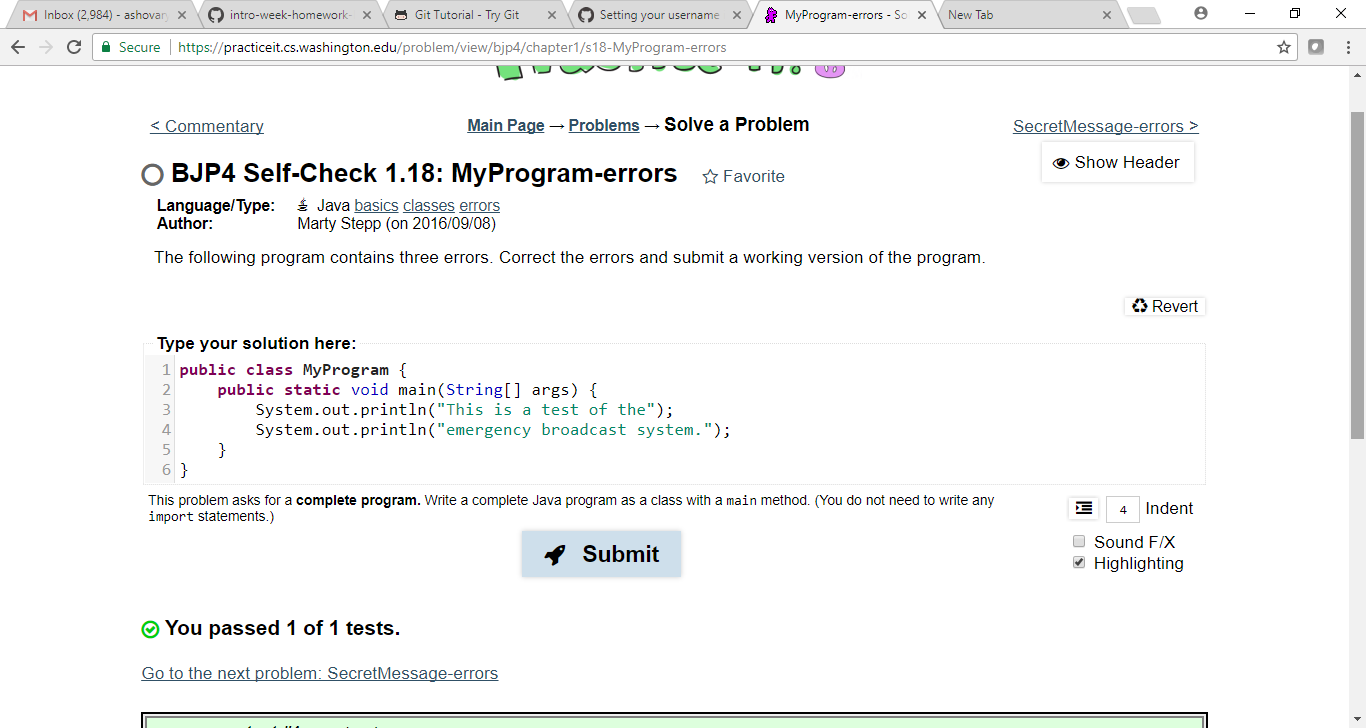 Inbox (2,984) - ashovar
intro-week-homework-
Git Tutorial - Try Git
Setting your username
MyProgram-errors - So
New Tab
Secure
https://practiceit.cs.washington.edu/problem/view/bjp4/chapter1/s18-MyProgram-errors
< Commentary
Main Page → Problems → Solve a Problem
SecretMessage-errors >
Show Header
BJP4 Self-Check 1.18: MyProgram-errors
Favorite
Language/Type: Java basics classes errors
Author: Marty Stepp (on 2016/09/08)
The following program contains three errors. Correct the errors and submit a working version of the program.
Revert
Type your solution here:
1 public class MyProgram {
2 public static void main(String[] args) {
3 System.out.println("This is a test of the");
4 System.out.println("emergency broadcast system.");
5 }
6 }
This problem asks for a complete program. Write a complete Java program as a class with a main method. (You do not need to write any
import statements.)
4 Indent
Sound F/X
Highlighting
Submit
You passed 1 of 1 tests.
Go to the next problem: SecretMessage-errors